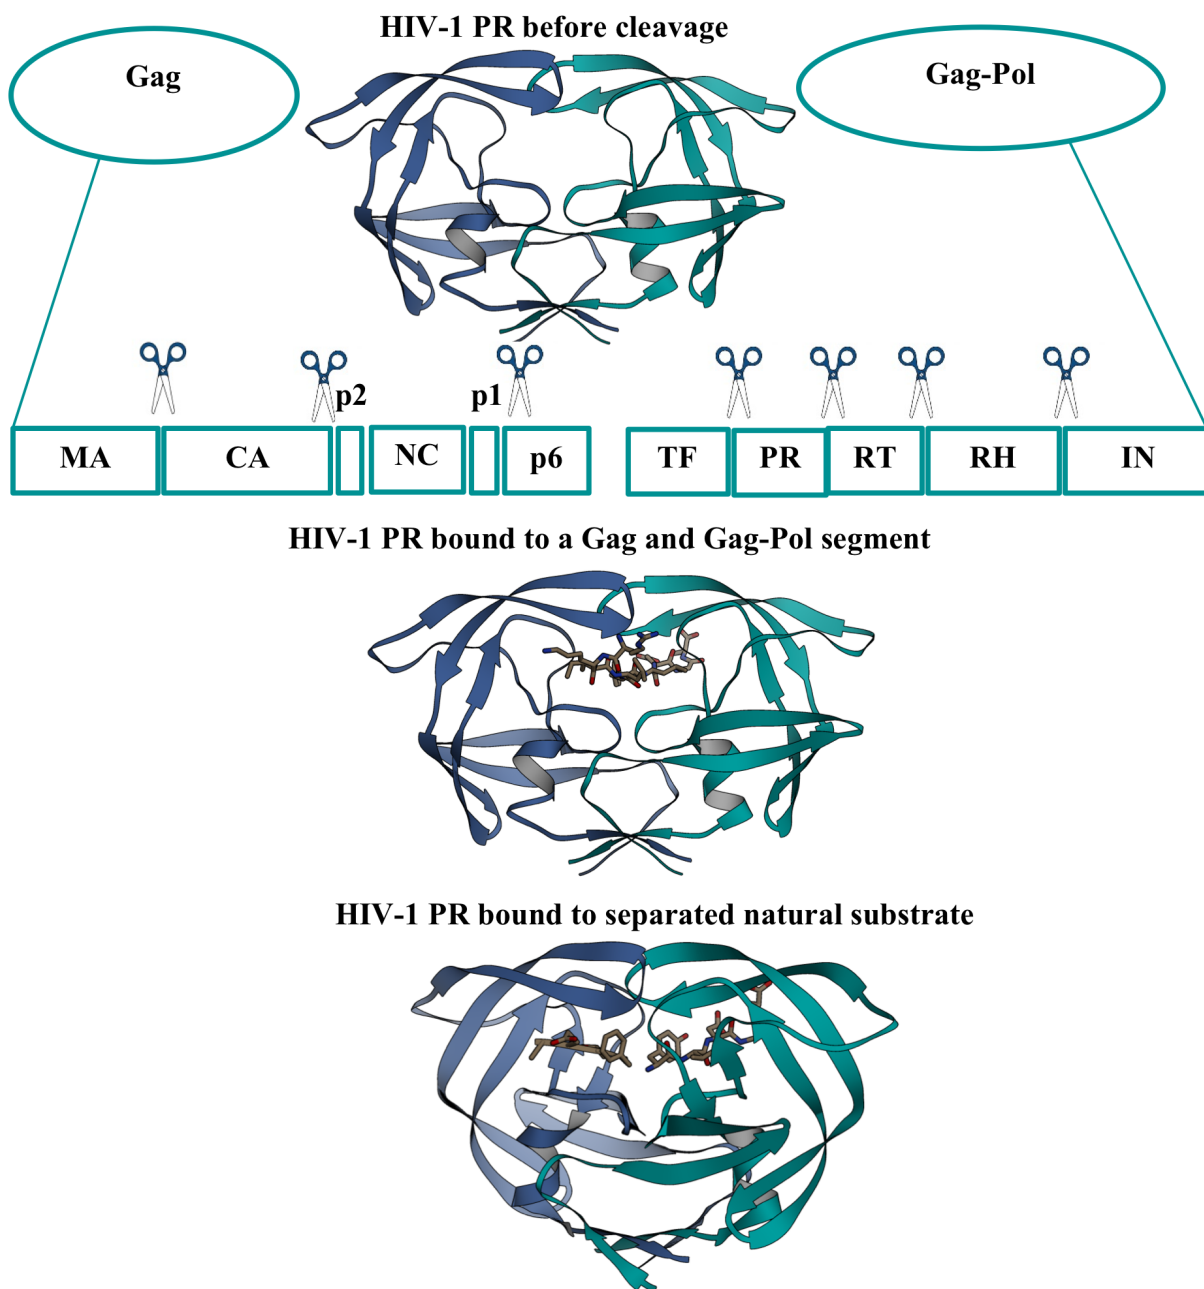 HIV-1 PR before cleavage
Gag
Gag-Pol
p2
p1
MA
CA
NC
p6
TF
PR
RT
RH
IN
HIV-1 PR bound to a Gag and Gag-Pol segment
HIV-1 PR bound to separated natural substrate